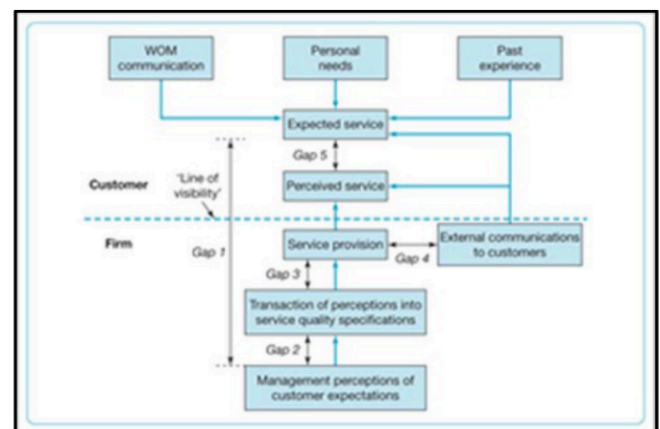 WOM
communication
Personal
needs
Past
experience
Expected service
Gap 5
Customer
'Line of
visibility'
Perceived service
Firm
Gap 1
Service provision
Gap 4
External communications
to customers
Gap 3
Transaction of perceptions into
service quality specifications
Gap 2
Management perceptions of
customer expectations